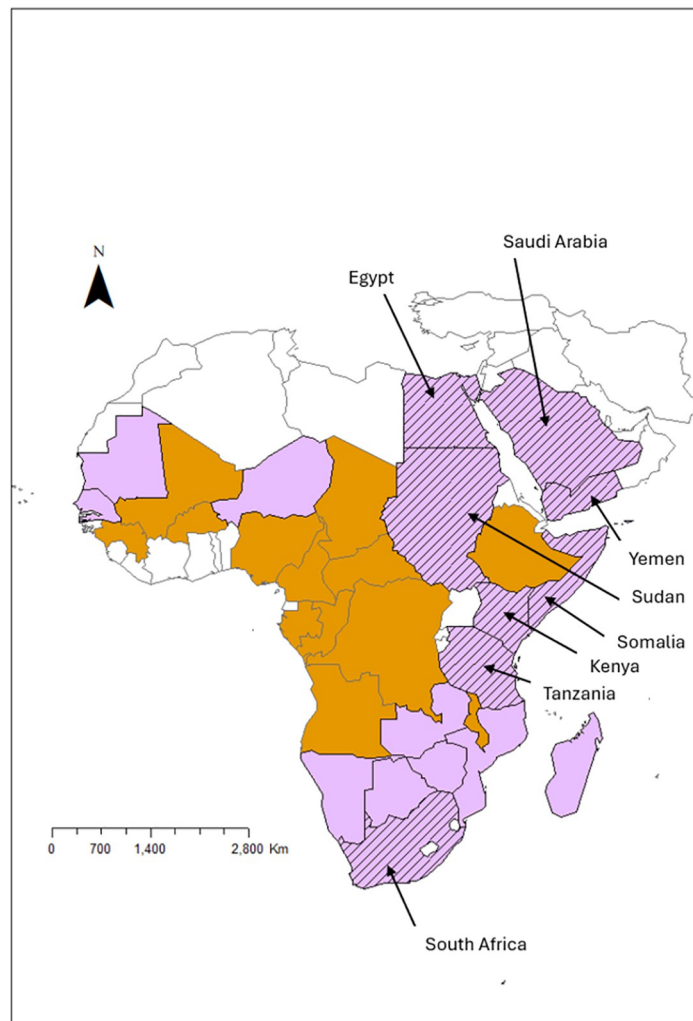 Saudi Arabia
Egypt
N
Yemen
Sudan
Somalia
Kenya
Tanzania
0 700 1,400 2,800 Km
South Africa